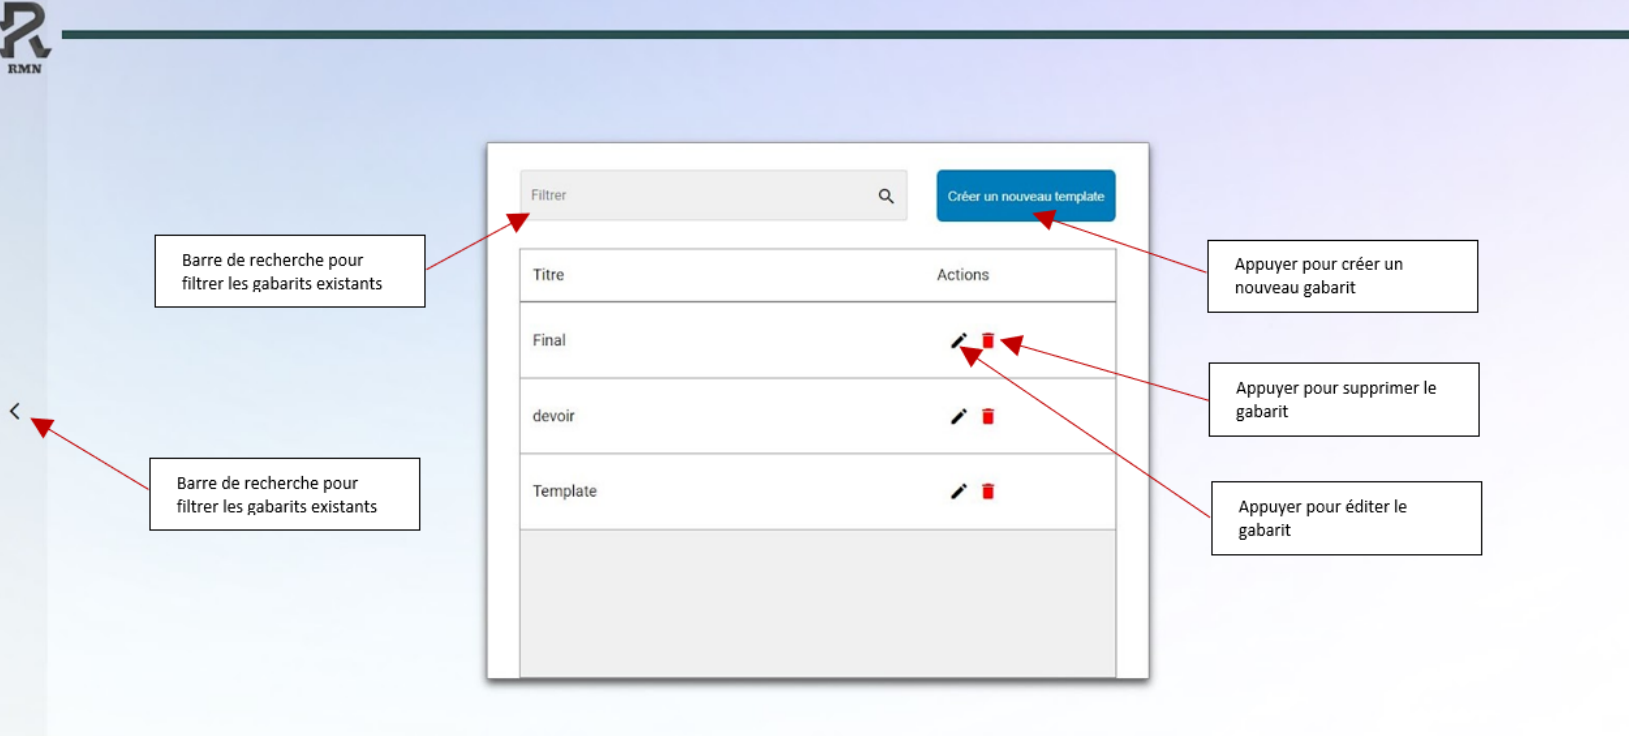 RMN
Filtrer
Créer un nouveau template
Barre de recherche pour
filtrer les gabarits existants
Appuyer pour créer un
nouveau gabarit
Titre
Actions
Final
Appuyer pour supprimer le
gabarit
devoir
Barre de recherche pour
filtrer les gabarits existants
Template
Appuyer pour éditer le
gabarit